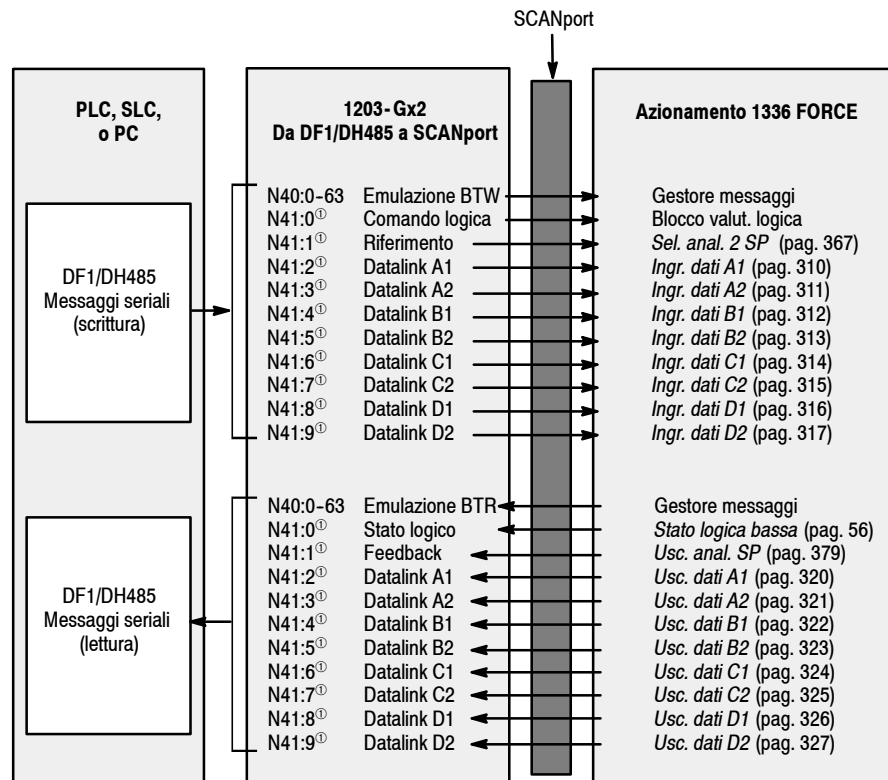 SCANport
PLC, SLC,
o PC
1203-Gx2
Da DF1/DH485 a SCANport
Azionamento 1336 FORCE
DF1/DH485
Messaggi seriali
(scrittura)
N40:0-63 Emulazione BTW Gestore messaggi
N41:0① Comando logica Blocco valut. logica
N41:1① Riferimento Sel. anal. 2 SP (pag. 367)
N41:2① Datalink A1 Ingr. dati A1 (pag. 310)
N41:3① Datalink A2 Ingr. dati A2 (pag. 311)
N41:4① Datalink B1 Ingr. dati B1 (pag. 312)
N41:5① Datalink B2 Ingr. dati B2 (pag. 313)
N41:6① Datalink C1 Ingr. dati C1 (pag. 314)
N41:7① Datalink C2 Ingr. dati C2 (pag. 315)
N41:8① Datalink D1 Ingr. dati D1 (pag. 316)
N41:9① Datalink D2 Ingr. dati D2 (pag. 317)
DF1/DH485
Messaggi seriali
(lettura)
N40:0-63 Emulazione BTR Gestore messaggi
N41:0① Stato logico Stato logica bassa (pag. 56)
N41:1① Feedback Usc. anal. SP (pag. 379)
N41:2① Datalink A1 Usc. dati A1 (pag. 320)
N41:3① Datalink A2 Usc. dati A2 (pag. 321)
N41:4① Datalink B1 Usc. dati B1 (pag. 322)
N41:5① Datalink B2 Usc. dati B2 (pag. 323)
N41:6① Datalink C1 Usc. dati C1 (pag. 324)
N41:7① Datalink C2 Usc. dati C2 (pag. 325)
N41:8① Datalink D1 Usc. dati D1 (pag. 326)
N41:9① Datalink D2 Usc. dati D2 (pag. 327)